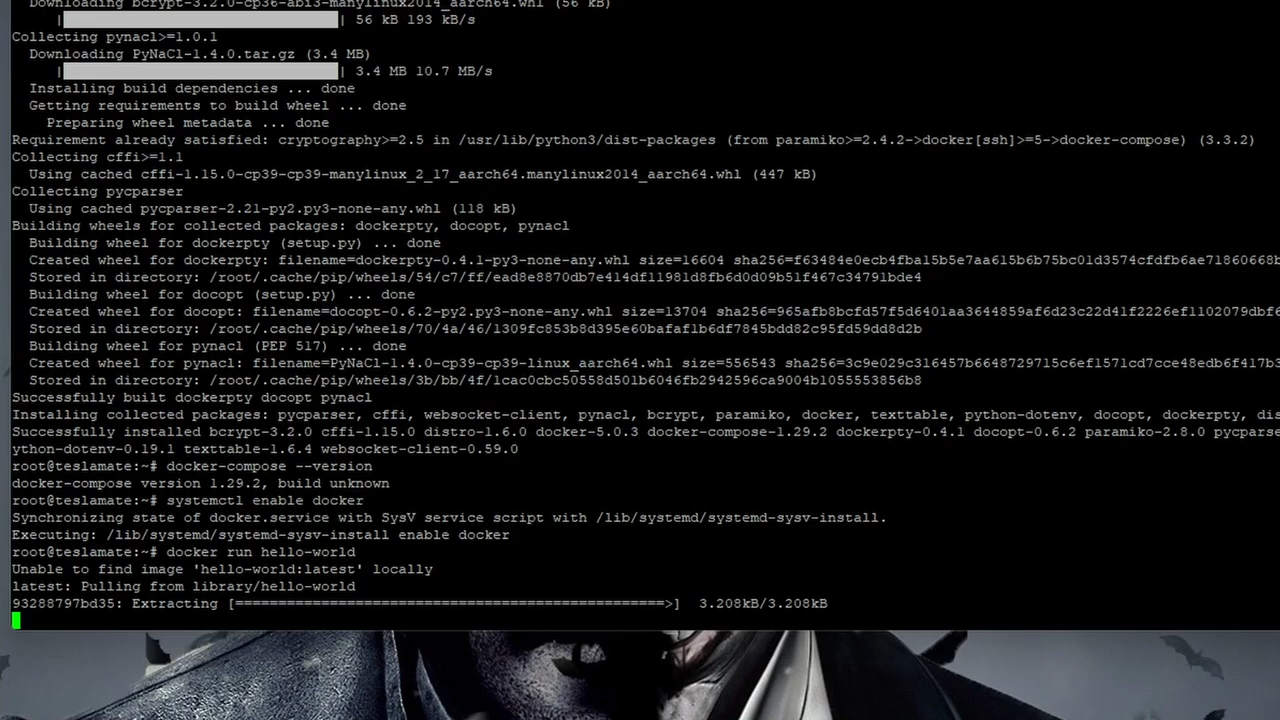 Downloading bcrypt-3.2.0-cp36-abi3-manylinux2014_aarch64.whl (56 kB)
| | 56 kB 193 kB/s
Collecting pynacl>=1.0.1
Downloading PyNaCl-1.4.0.tar.gz (3.4 MB)
| | 3.4 MB 10.7 MB/s
Installing build dependencies ... done
Getting requirements to build wheel ... done
Preparing wheel metadata ... done
Requirement already satisfied: cryptography>=2.5 in /usr/lib/python3/dist-packages (from paramiko>=2.4.2->docker[ssh]>=5->docker-compose) (3.3.2)
Collecting cffi>=1.1
Using cached cffi-1.15.0-cp39-cp39-manylinux_2_17_aarch64.manylinux2014_aarch64.whl (447 kB)
Collecting pycparser
Using cached pycparser-2.21-py2.py3-none-any.whl (118 kB)
Building wheels for collected packages: dockerpty, docopt, pynacl
Building wheel for dockerpty (setup.py) ... done
Created wheel for dockerpty: filename=dockerpty-0.4.1-py3-none-any.whl size=16604 sha256=f63484e0ecb4fba15b5e7aa615b6b75bc01d3574cfdfb6ae71860668b
Stored in directory: /root/.cache/pip/wheels/54/c7/ff/ead8e8870db7e414df11981d8fb6d0d09b51f467c34791bde4
Building wheel for docopt (setup.py) ... done
Created wheel for docopt: filename=docopt-0.6.2-py2.py3-none-any.whl size=13704 sha256=965afb8bcfd57f5d6401aa3644859af6d23c22d41f2226ef1102079dbf6
Stored in directory: /root/.cache/pip/wheels/70/4a/46/1309fc853b8d395e60bafaf1b6df7845bdd82c95fd59dd8d2b
Building wheel for pynacl (PEP 517) ... done
Created wheel for pynacl: filename=PyNaCl-1.4.0-cp39-cp39-linux_aarch64.whl size=556543 sha256=3c9e029c316457b6648729715c6ef1571cd7cce48edb6f417b3
Stored in directory: /root/.cache/pip/wheels/3b/bb/4f/1cac0cbc50558d501b6046fb2942596ca9004b1055553856b8
Successfully built dockerpty docopt pynacl
Installing collected packages: pycparser, cffi, websocket-client, pynacl, bcrypt, paramiko, docker, texttable, python-dotenv, docopt, dockerpty, dis
Successfully installed bcrypt-3.2.0 cffi-1.15.0 distro-1.6.0 docker-5.0.3 docker-compose-1.29.2 dockerpty-0.4.1 docopt-0.6.2 paramiko-2.8.0 pycparse
ython-dotenv-0.19.1 texttable-1.6.4 websocket-client-0.59.0
root@teslamate:~# docker-compose --version
docker-compose version 1.29.2, build unknown
root@teslamate:~# systemctl enable docker
Synchronizing state of docker.service with SysV service script with /lib/systemd/systemd-sysv-install.
Executing: /lib/systemd/systemd-sysv-install enable docker
root@teslamate:~# docker run hello-world
Unable to find image 'hello-world:latest' locally
latest: Pulling from library/hello-world
93288797bd35: Extracting [==================================================>] 3.208kB/3.208kB